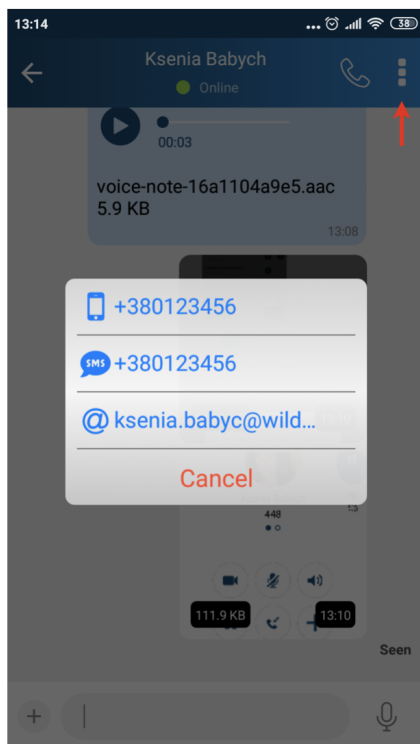 13:14
38
Ksenia Babych
Online
00:03
voice-note-16a1104a9e5.aac
5.9 KB
13:08
+380123456
SMS +380123456
@ ksenia.babyc@wild...
Cancel
448
111.9 KB
13:10
Seen